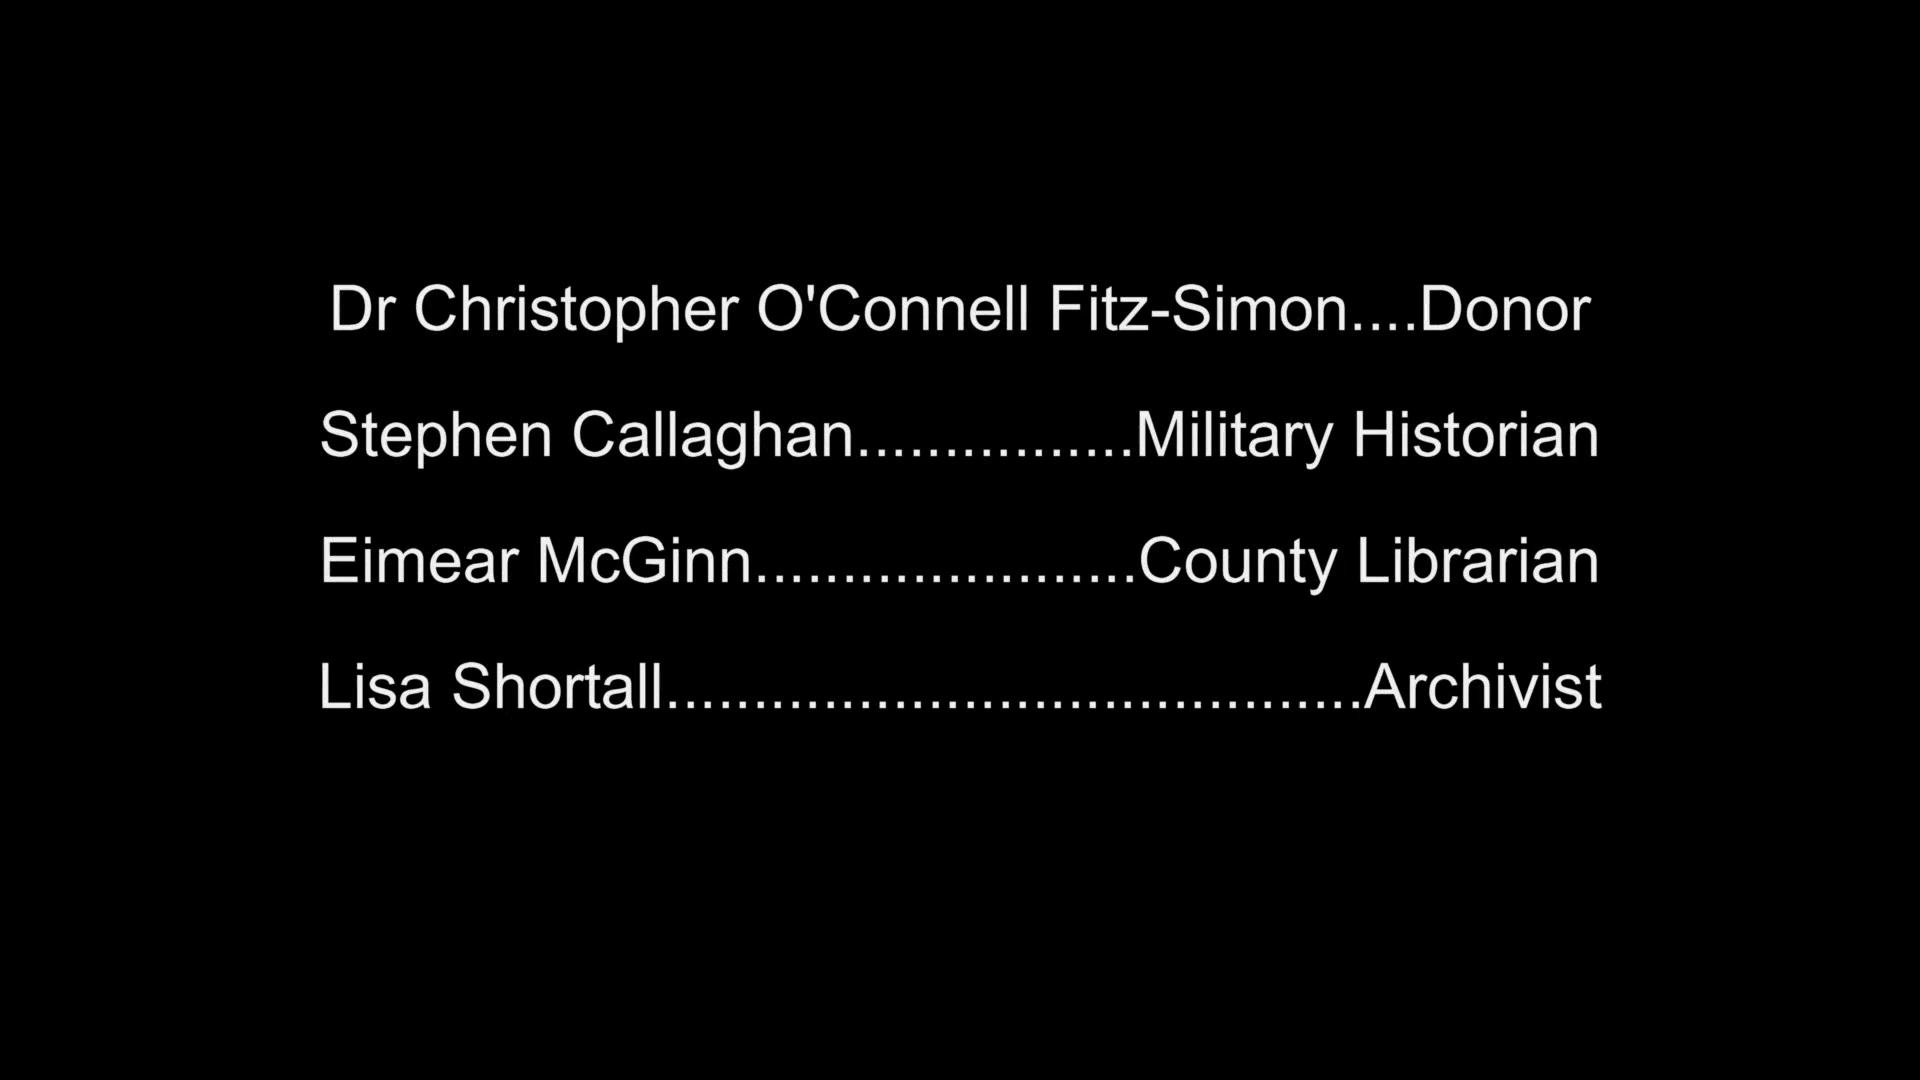 Dr Christopher O'Connell Fitz-Simon....Donor
Stephen Callaghan................Military Historian
Eimear McGinn......................County Librarian
Lisa Shortall........................................Archivist